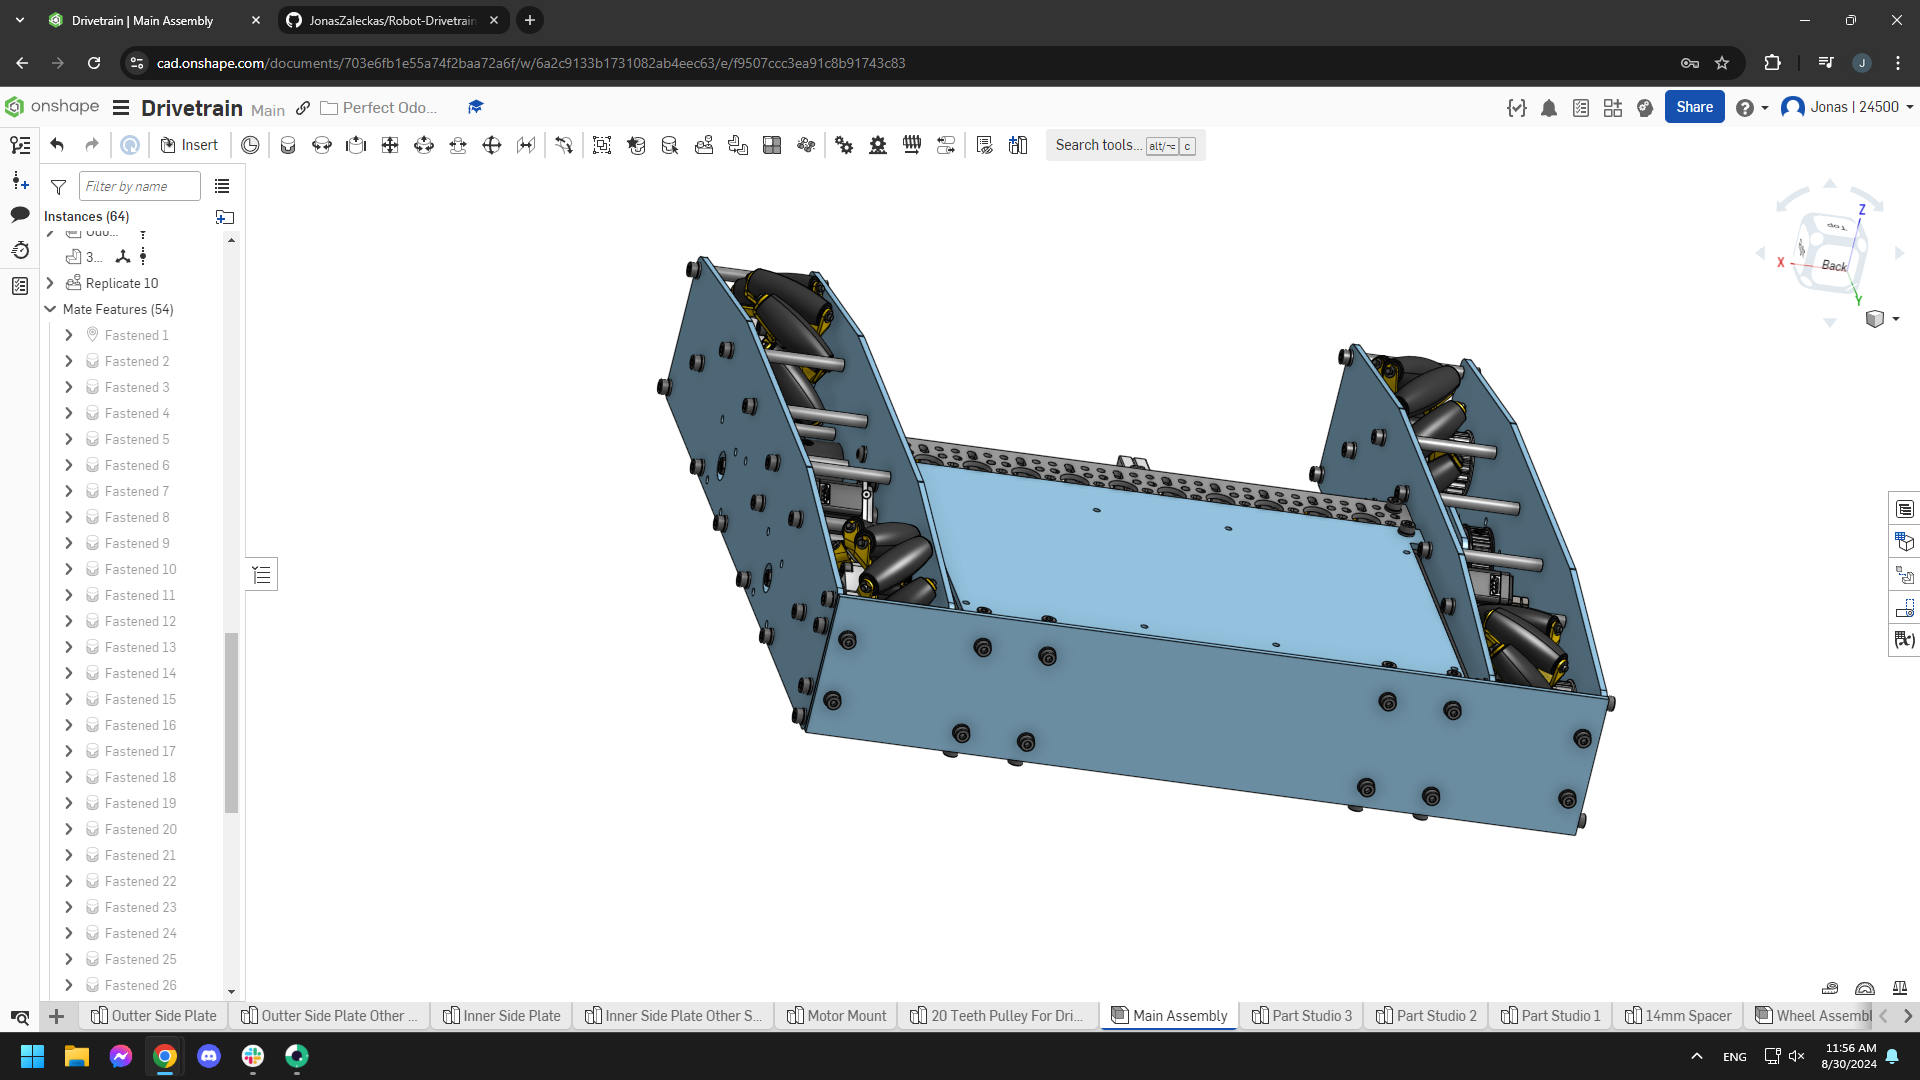 Drivetrain | Main Assembly
JonasZaleckas/Robot-Drivetrain
cad.onshape.com/documents/703e6fb1e55a74f2baa72a6f/w/6a2c9133b1731082ab4eec63/e/f9507ccc3ea91c8b91743c83
J
onshape
Drivetrain
Main
Perfect Odo...
Share
Jonas | 24500
Insert
Search tools... alt/⌥ c
Filter by name
Instances (64)
Odo...
3...
Replicate 10
Mate Features (54)
Fastened 1
Fastened 2
Fastened 3
Fastened 4
Fastened 5
Fastened 6
Fastened 7
Fastened 8
Fastened 9
Fastened 10
Fastened 11
Fastened 12
Fastened 13
Fastened 14
Fastened 15
Fastened 16
Fastened 17
Fastened 18
Fastened 19
Fastened 20
Fastened 21
Fastened 22
Fastened 23
Fastened 24
Fastened 25
Fastened 26
Z
Top
X
Back
Y
Outter Side Plate
Outter Side Plate Other ...
Inner Side Plate
Inner Side Plate Other S...
Motor Mount
20 Teeth Pulley For Dri...
Main Assembly
Part Studio 3
Part Studio 2
Part Studio 1
14mm Spacer
Wheel Assembl
ENG
11:56 AM
8/30/2024